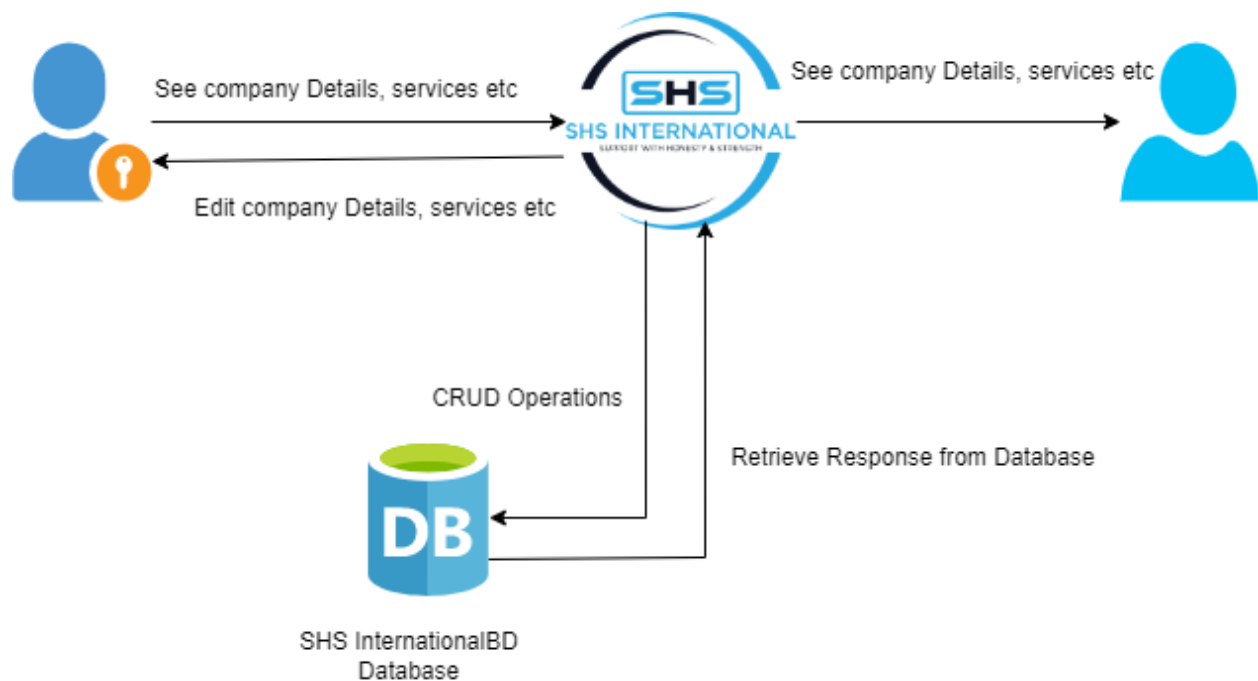 See company Details, services etc
See company Details, services etc
SHS
SHS INTERNATIONAL
SUPPORT WITH HONESTY & STRENGTH
Edit company Details, services etc
CRUD Operations
Retrieve Response from Database
DB
SHS InternationalBD
Database